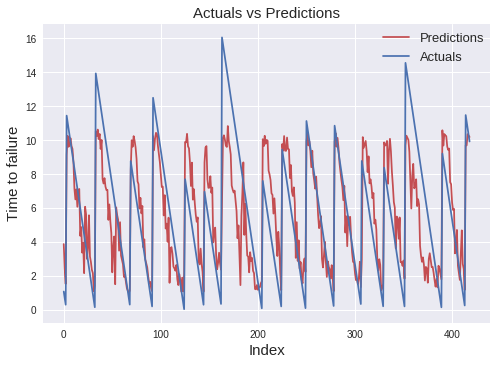 Actuals vs Predictions
Predictions
Actuals
Time to failure
16
14
12
10
8
6
4
2
0
0 100 200 300 400
Index